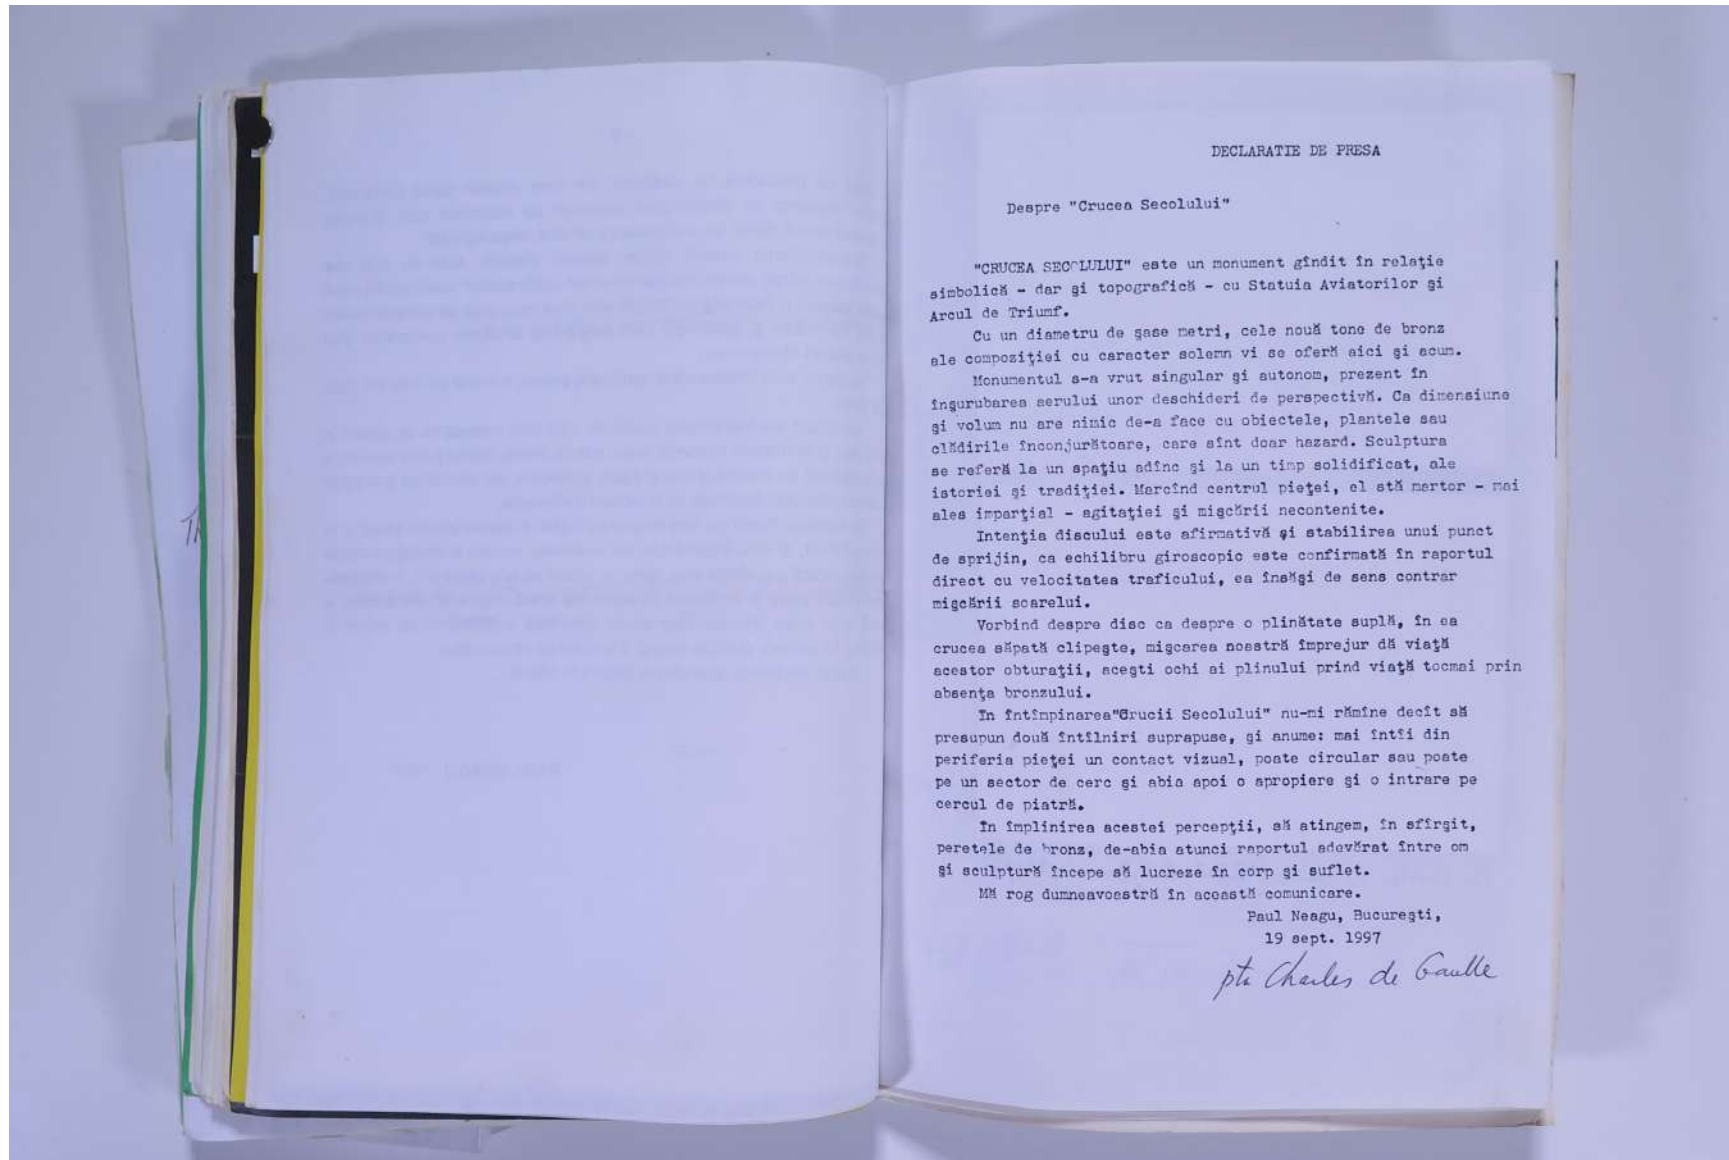 DECLARATIE DE PRESA
Despre "Crucea Secolului"
"CRUCEA SECOLULUI" este un monument gîndit în relaţie
simbolică - dar şi topografică - cu Statuia Aviatorilor şi
Arcul de Triumf.
Cu un diametru de şase metri, cele nouă tone de bronz
ale compoziţiei cu caracter solemn vi se oferă aici şi acum.
Monumentul s-a vrut singular şi autonom, prezent în
înşurubarea aerului unor deschideri de perspectivă. Ca dimensiune
şi volum nu are nimic de-a face cu obiectele, plantele sau
clădirile înconjurătoare, care sînt doar hazard. Sculptura
se referă la un spaţiu adînc şi la un timp solidificat, ale
istoriei şi tradiţiei. Marcînd centrul pieţei, el stă martor - mai
ales imparţial - agitaţiei şi mişcării necontenite.
Intenţia discului este afirmativă şi stabilirea unui punct
de sprijin, ca echilibru giroscopic este confirmată în raportul
direct cu velocitatea traficului, ea însăşi de sens contrar
mişcării soarelui.
Vorbind despre disc ca despre o plinătate suplă, în ea
crucea săpată clipeşte, mişcarea noastră împrejur dă viaţă
acestor obturaţii, aceşti ochi ai plinului prind viaţă tocmai prin
absenţa bronzului.
In întîmpinarea"Crucii Secolului" nu-mi rămîne decît să
presupun două întîlniri suprapuse, şi anume: mai întîi din
periferia pieţei un contact vizual, poate circular sau poate
pe un sector de cerc şi abia apoi o apropiere şi o intrare pe
cercul de piatră.
In împlinirea acestei percepţii, să atingem, în sfîrşit,
peretele de bronz, de-abia atunci raportul adevărat între om
şi sculptură începe să lucreze în corp şi suflet.
Mă rog dumneavoastră în această comunicare.
Paul Neagu, Bucureşti,
19 sept. 1997
pta Charles de Gaulle